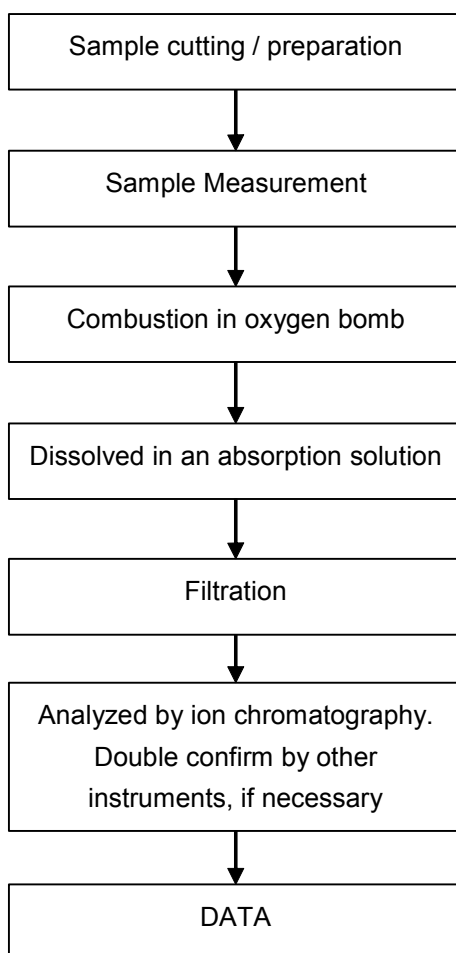 Sample cutting / preparation
Sample Measurement
Combustion in oxygen bomb
Dissolved in an absorption solution
Filtration
Analyzed by ion chromatography.
Double confirm by other
instruments, if necessary
DATA